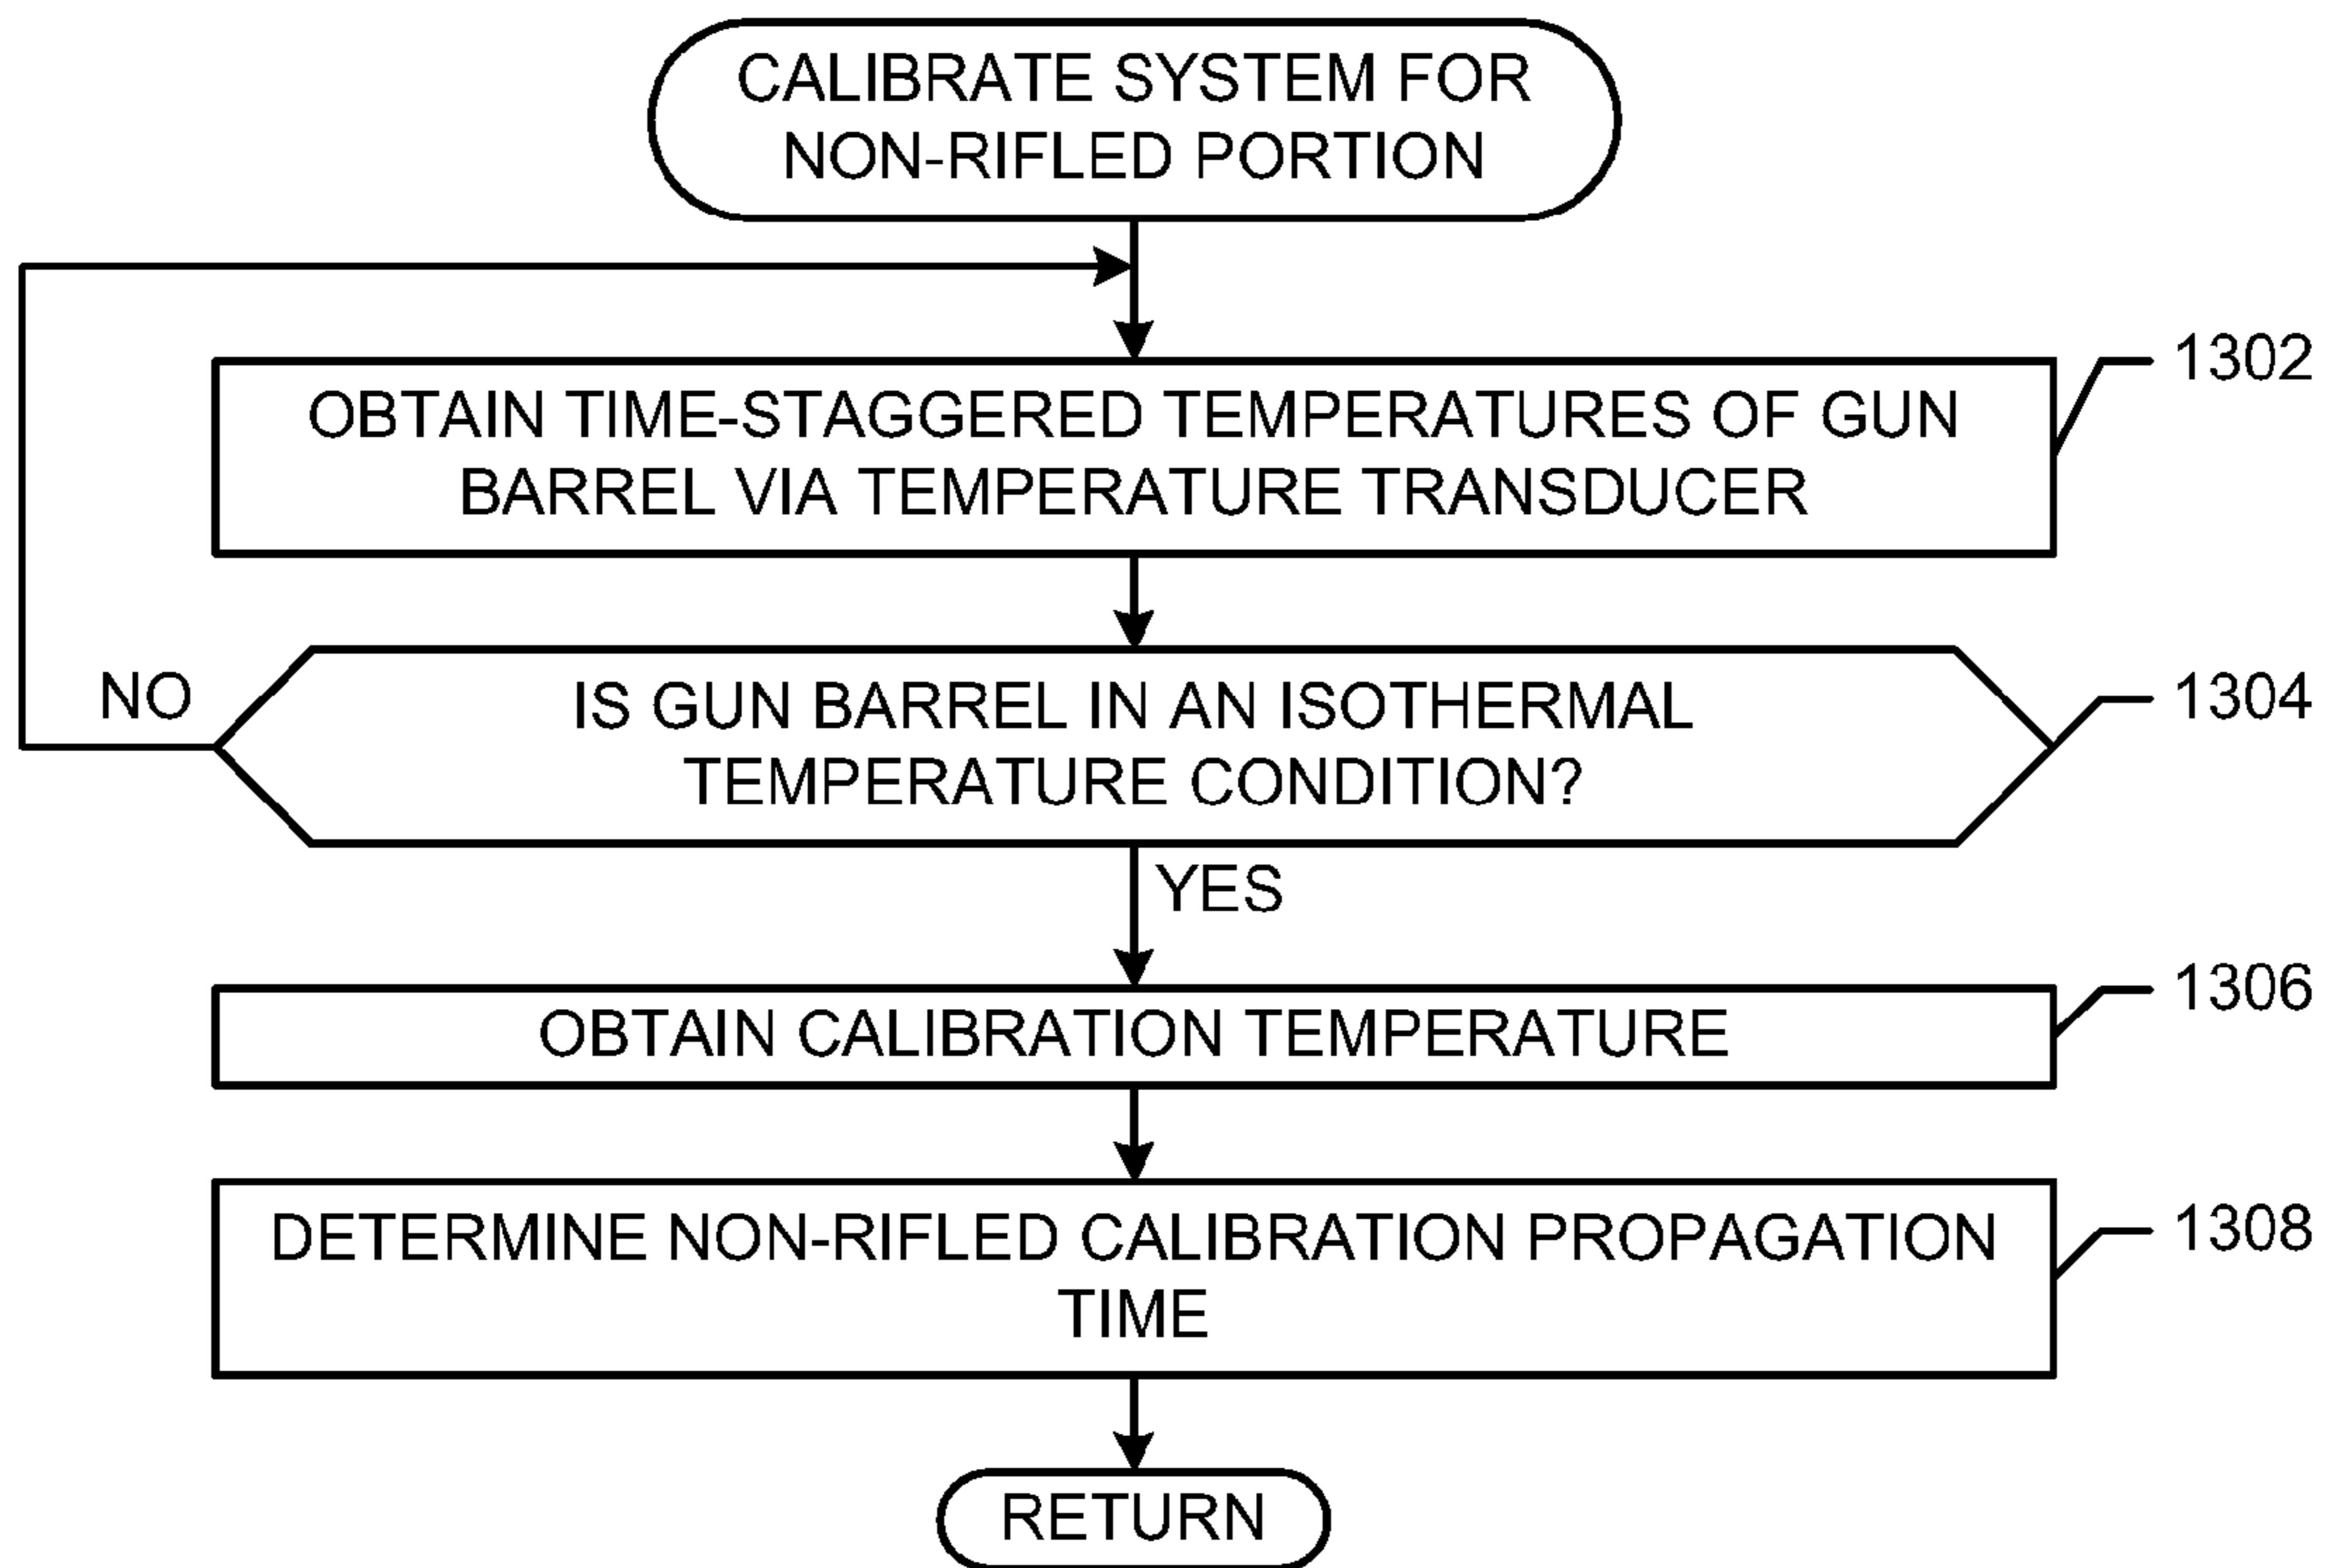 CALIBRATE SYSTEM FOR
NON-RIFLED PORTION
1302
OBTAIN TIME-STAGGERED TEMPERATURES OF GUN
BARREL VIA TEMPERATURE TRANSDUCER
NO
IS GUN BARREL IN AN ISOTHERMAL
TEMPERATURE CONDITION?
1304
YES
1306
OBTAIN CALIBRATION TEMPERATURE
1308
DETERMINE NON-RIFLED CALIBRATION PROPAGATION
TIME
RETURN